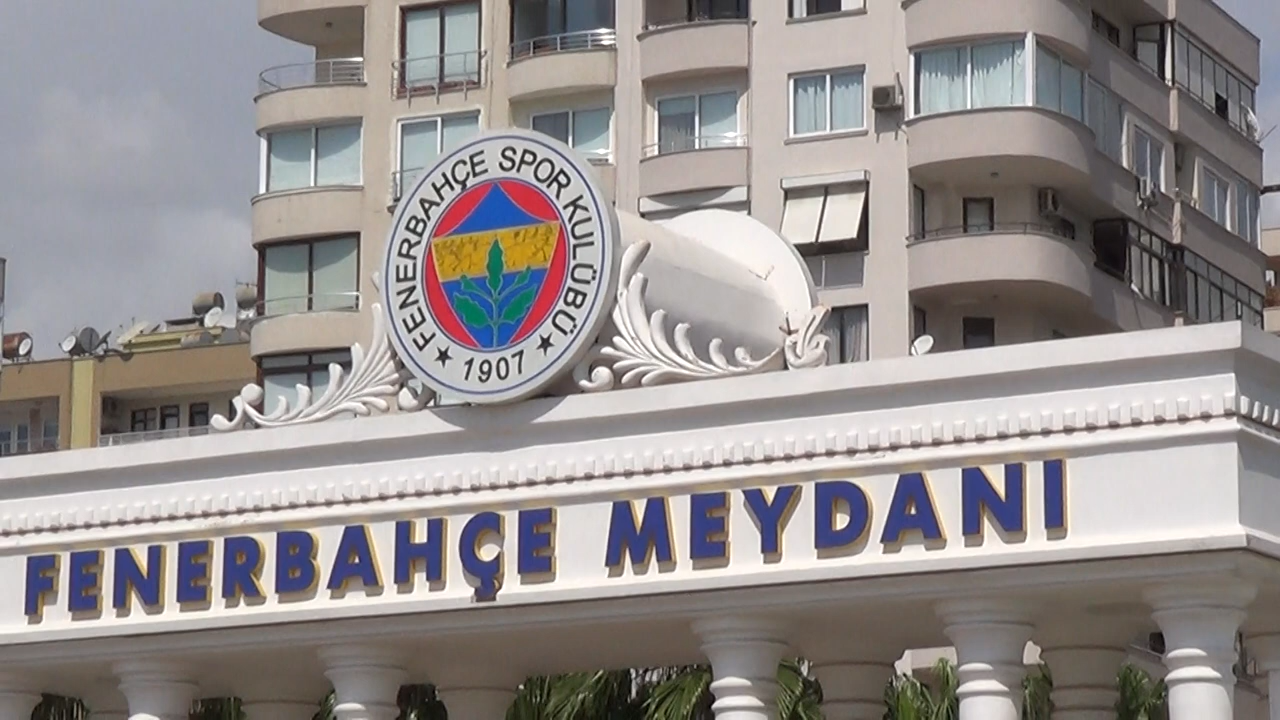 FENERBAHÇE SPOR KULÜBÜ
★ 1907 ★
FENERBAHÇE MEYDANI